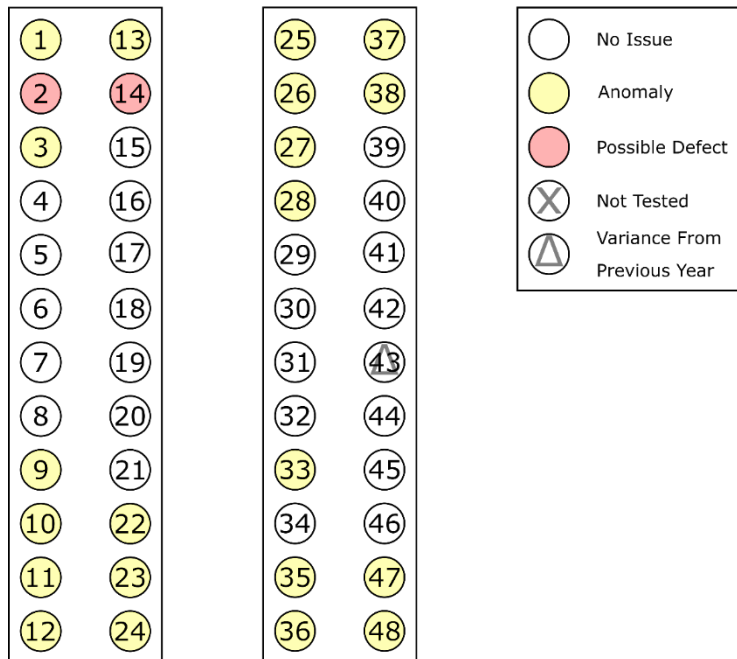 1 13 25 37 No Issue
2 14 26 38 Anomaly
3 15 27 39 Possible Defect
4 16 28 40 Not Tested
5 17 29 41 Variance From
Previous Year
6 18 30 42
7 19 31 43
8 20 32 44
9 21 33 45
10 22 34 46
11 23 35 47
12 24 36 48